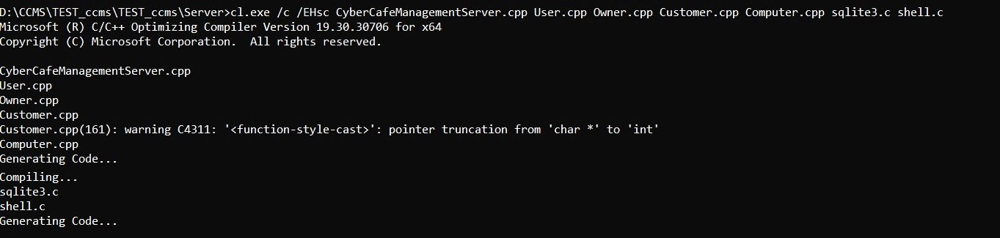 D:\CCMS\TEST_ccms\TEST_ccms\Server>cl.exe /c /EHsc CyberCafeManagementServer.cpp User.cpp Owner.cpp Customer.cpp Computer.cpp sqlite3.c shell.c
Microsoft (R) C/C++ Optimizing Compiler Version 19.30.30706 for x64
Copyright (C) Microsoft Corporation.  All rights reserved.
CyberCafeManagementServer.cpp
User.cpp
Owner.cpp
Customer.cpp
Customer.cpp(161): warning C4311: '<function-style-cast>': pointer truncation from 'char *' to 'int'
Computer.cpp
Generating Code...
Compiling...
sqlite3.c
shell.c
Generating Code...